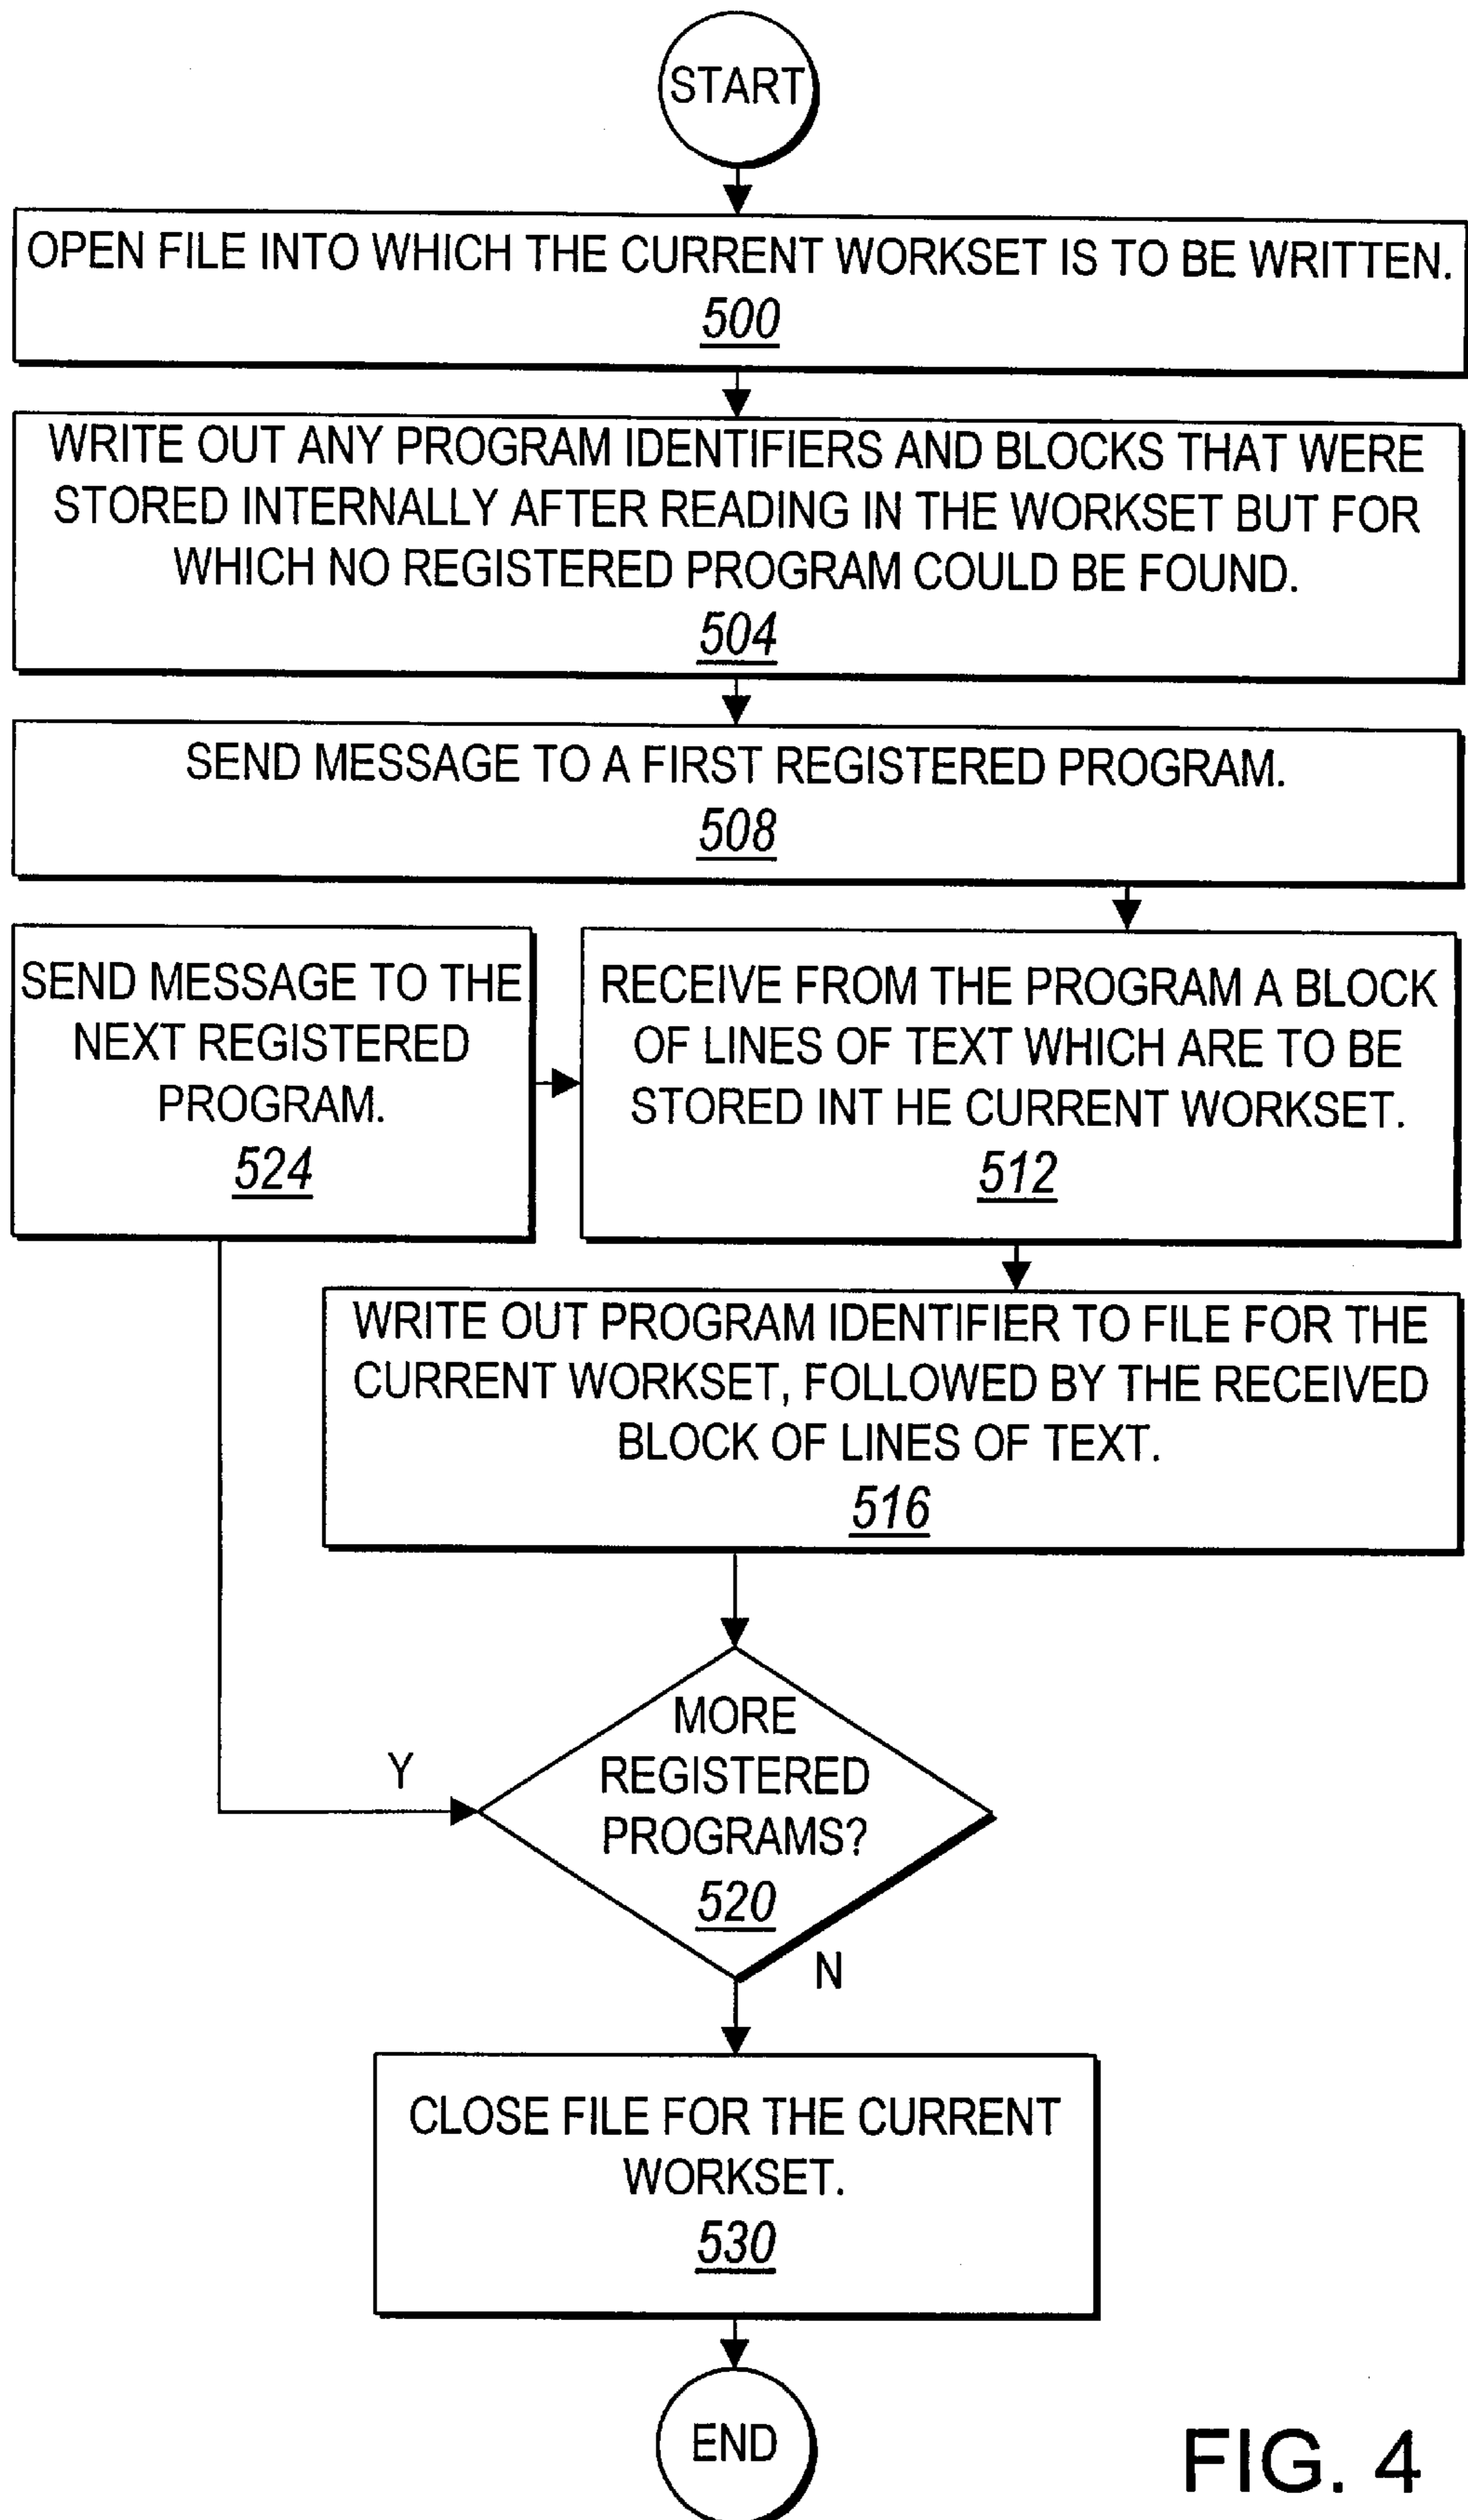 START
OPEN FILE INTO WHICH THE CURRENT WORKSET IS TO BE WRITTEN.
500
WRITE OUT ANY PROGRAM IDENTIFIERS AND BLOCKS THAT WERE
STORED INTERNALLY AFTER READING IN THE WORKSET BUT FOR
WHICH NO REGISTERED PROGRAM COULD BE FOUND.
504
SEND MESSAGE TO A FIRST REGISTERED PROGRAM.
508
SEND MESSAGE TO THE
NEXT REGISTERED
PROGRAM.
524
RECEIVE FROM THE PROGRAM A BLOCK
OF LINES OF TEXT WHICH ARE TO BE
STORED INT HE CURRENT WORKSET.
512
WRITE OUT PROGRAM IDENTIFIER TO FILE FOR THE
CURRENT WORKSET, FOLLOWED BY THE RECEIVED
BLOCK OF LINES OF TEXT.
516
MORE
REGISTERED
PROGRAMS?
520
Y
N
CLOSE FILE FOR THE CURRENT
WORKSET.
530
END
FIG. 4